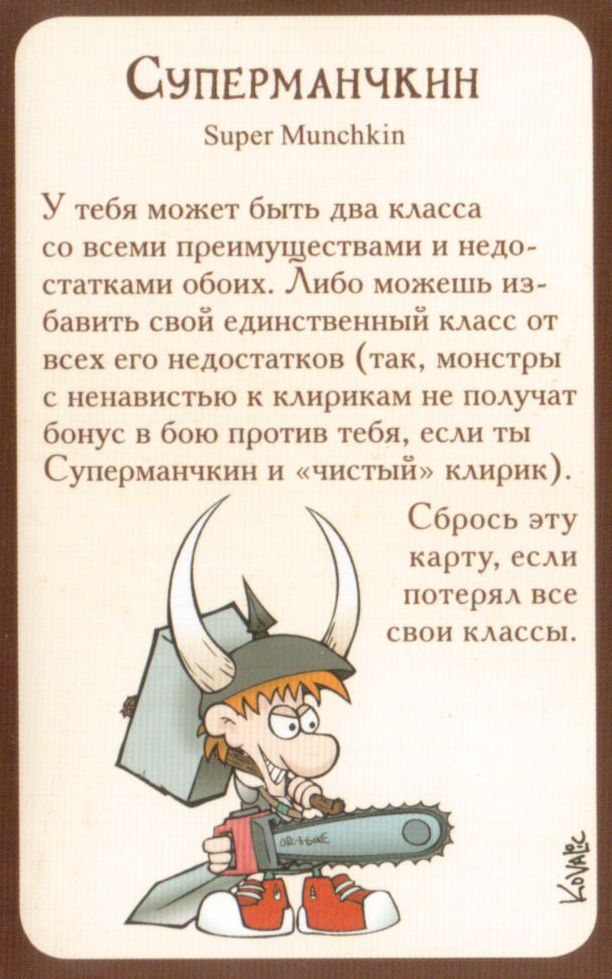 Суперманчкин
Super Munchkin
У тебя может быть два класса
со всеми преимуществами и недо-
статками обоих. Либо можешь из-
бавить свой единственный класс от
всех его недостатков (так, монстры
с ненавистью к клирикам не получат
бонус в бою против тебя, если ты
Суперманчкин и «чистый» клирик).
Сбрось эту
карту, если
потерял все
свои классы.
ORC-B-GONE
KOVALIC